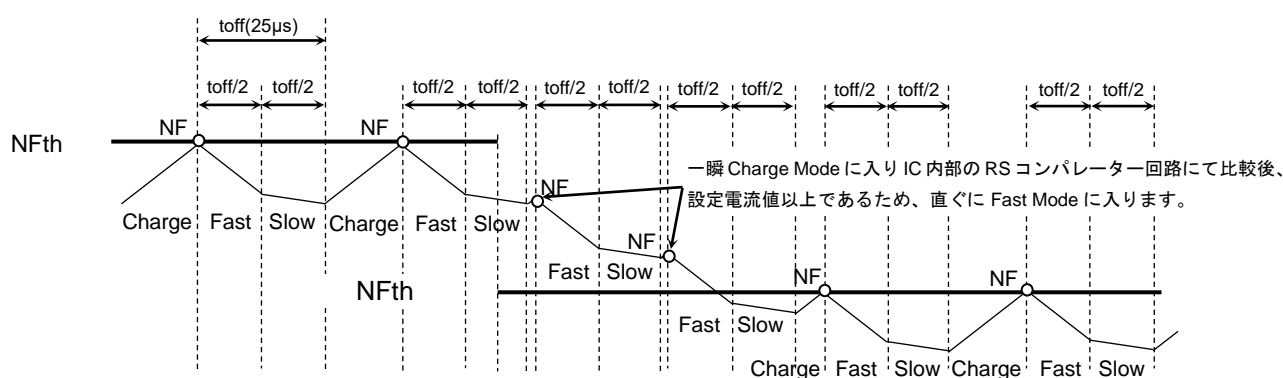 toff(25µs)
toff/2 toff/2 toff/2 toff/2 toff/2 toff/2 toff/2 toff/2 toff/2 toff/2 toff/2 toff/2
NFth NF NF
一瞬 Charge Mode に入り IC 内部の RS コンパレーター回路にて比較後、
設定電流値以上であるため、直ぐに Fast Mode に入ります。
NF
Charge Fast Slow Charge Fast Slow
NF
Fast Slow
NFth NF NF
Fast Slow
Charge Fast Slow Charge Fast Slow